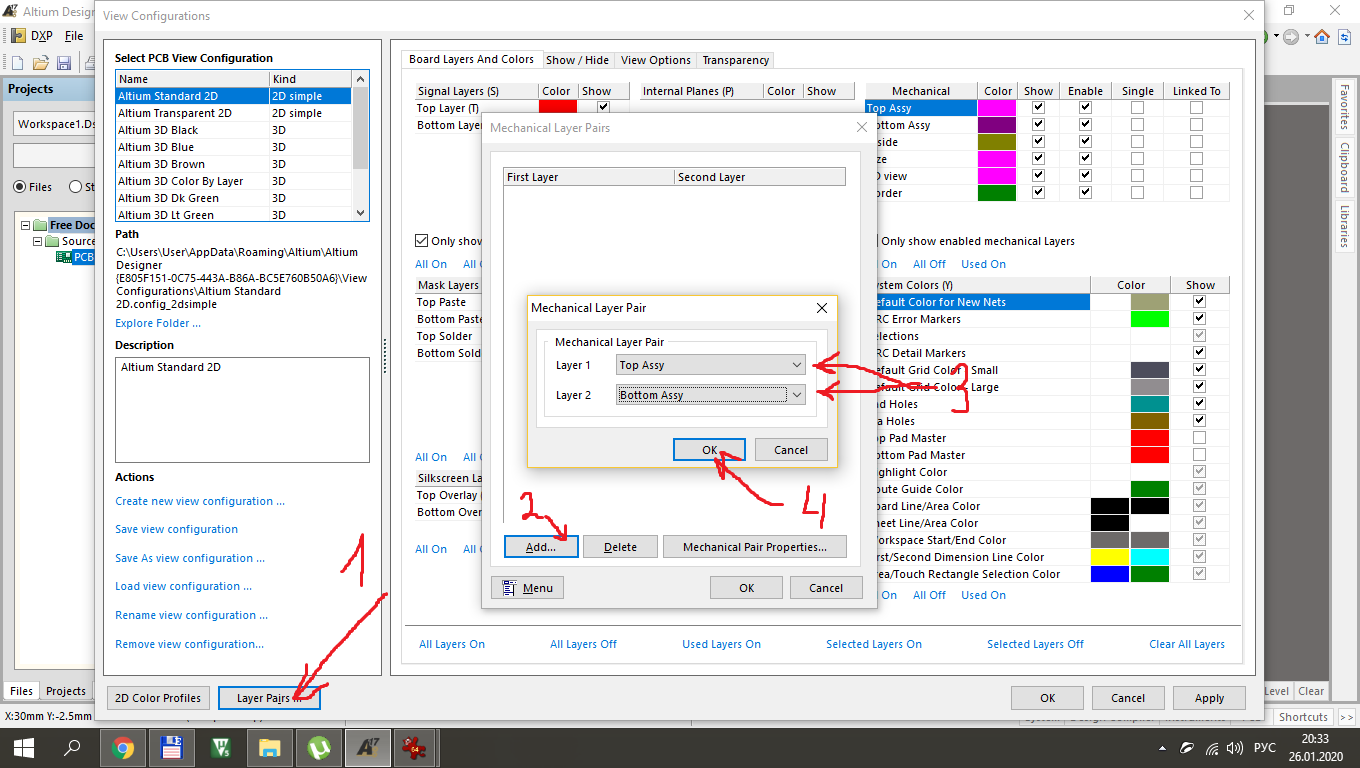 Altium Design
View Configurations
DXP File
Projects
Workspace1.Ds
Files St
Free Doc
Source
PCB
Files Projects
X:30mm Y:-2.5mm
Select PCB View Configuration
Name Kind
Altium Standard 2D 2D simple
Altium Transparent 2D 2D simple
Altium 3D Black 3D
Altium 3D Blue 3D
Altium 3D Brown 3D
Altium 3D Color By Layer 3D
Altium 3D Dk Green 3D
Altium 3D Lt Green 3D
Path
C:\Users\User\AppData\Roaming\Altium\Altium
Designer
{E805F151-0C75-443A-B86A-BC5E760B50A6}\View
Configurations\Altium Standard
2D.config_2dsimple
Explore Folder ...
Description
Altium Standard 2D
Actions
Create new view configuration ...
Save view configuration
Save As view configuration ...
Load view configuration ...
Rename view configuration ...
Remove view configuration...
1
2D Color Profiles Layer Pairs ...
Board Layers And Colors Show / Hide View Options Transparency
Signal Layers (S) Color Show
Top Layer (T)
Bottom Laye
Only show
All On All
Mask Layers
Top Paste
Bottom Paste
Top Solder
Bottom Sold
All On All
Silkscreen La
Top Overlay (
Bottom Over
All On All
Internal Planes (P) Color Show
Mechanical Color Show Enable Single Linked To
Top Assy
ottom Assy
side
ze
view
order
Only show enabled mechanical Layers
On All Off Used On
stem Colors (Y) Color Show
efault Color for New Nets
RC Error Markers
elections
RC Detail Markers
efault Grid Color - Small
efault Grid Color - Large
d Holes
a Holes
op Pad Master
ottom Pad Master
ighlight Color
oute Guide Color
oard Line/Area Color
heet Line/Area Color
orkspace Start/End Color
rst/Second Dimension Line Color
rea/Touch Rectangle Selection Color
On All Off Used On
Mechanical Layer Pairs
First Layer Second Layer
Mechanical Layer Pair
Mechanical Layer Pair
Layer 1 Top Assy
Layer 2 Bottom Assy
3
OK Cancel
4
2
Add... Delete Mechanical Pair Properties...
Menu OK Cancel
All Layers On All Layers Off Used Layers On Selected Layers On Selected Layers Off Clear All Layers
OK Cancel Apply
Favorites
Clipboard
Libraries
Level Clear
Shortcuts >>
A17
64
РУС
20:33
26.01.2020